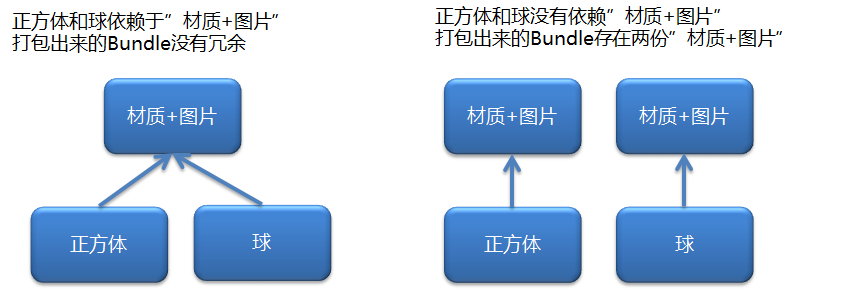 正方体和球依赖于”材质+图片”
打包出来的Bundle没有冗余
材质+图片
正方体
球
正方体和球没有依赖”材质+图片”
打包出来的Bundle存在两份”材质+图片”
材质+图片
材质+图片
正方体
球